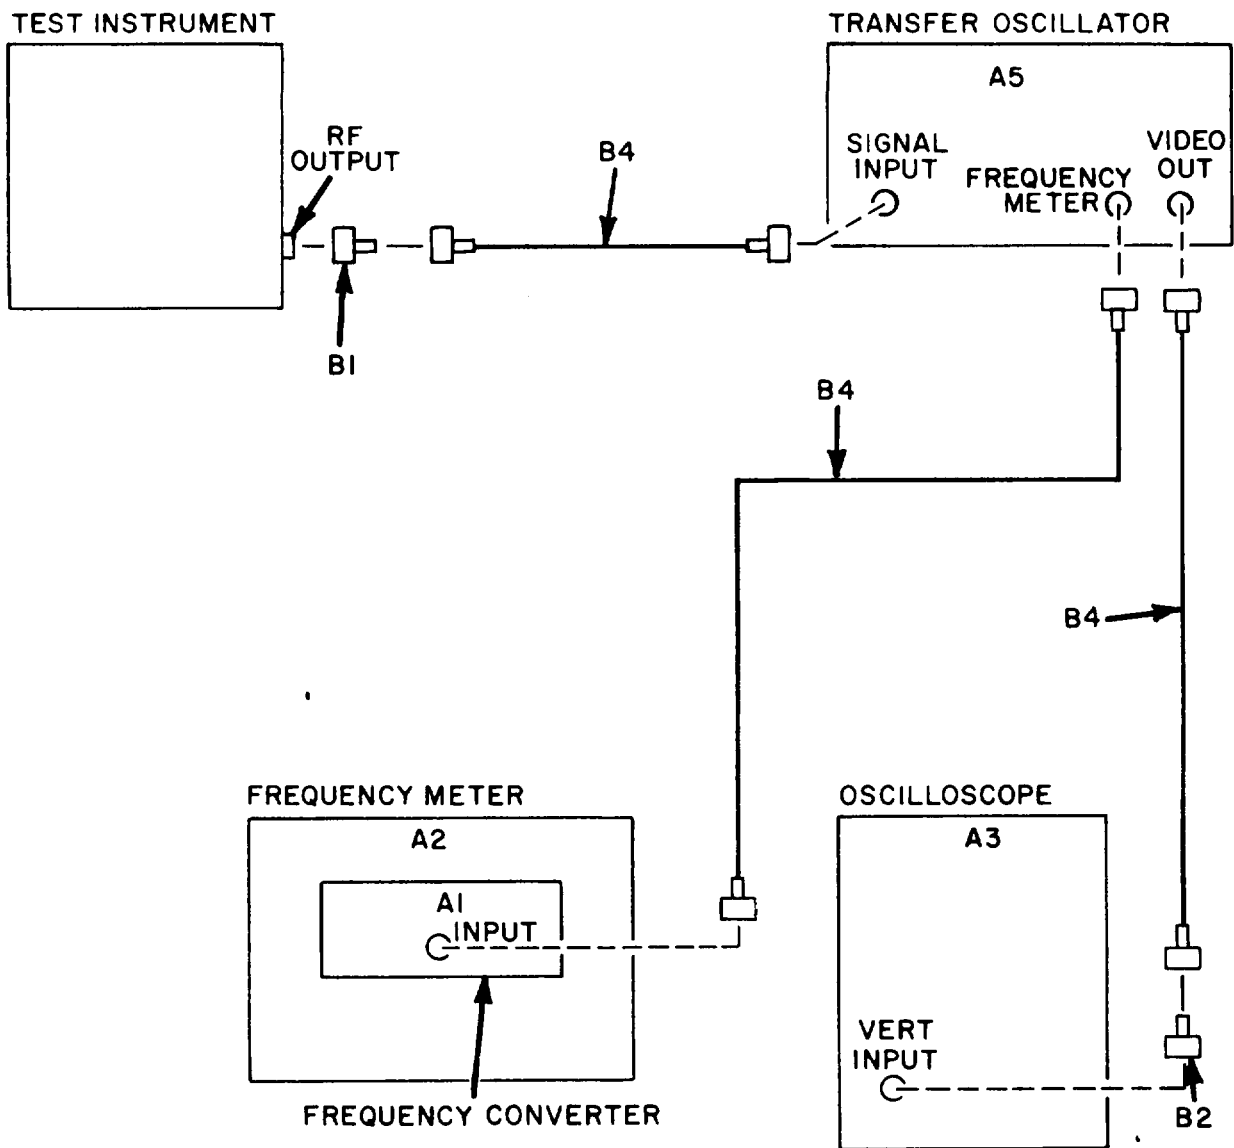 TEST INSTRUMENT
TRANSFER OSCILLATOR
A5
RF
OUTPUT
B4
SIGNAL
INPUT
FREQUENCY
METER
VIDEO
OUT
B1
B4
B4
FREQUENCY METER
A2
A1
INPUT
FREQUENCY CONVERTER
OSCILLOSCOPE
A3
VERT
INPUT
B2